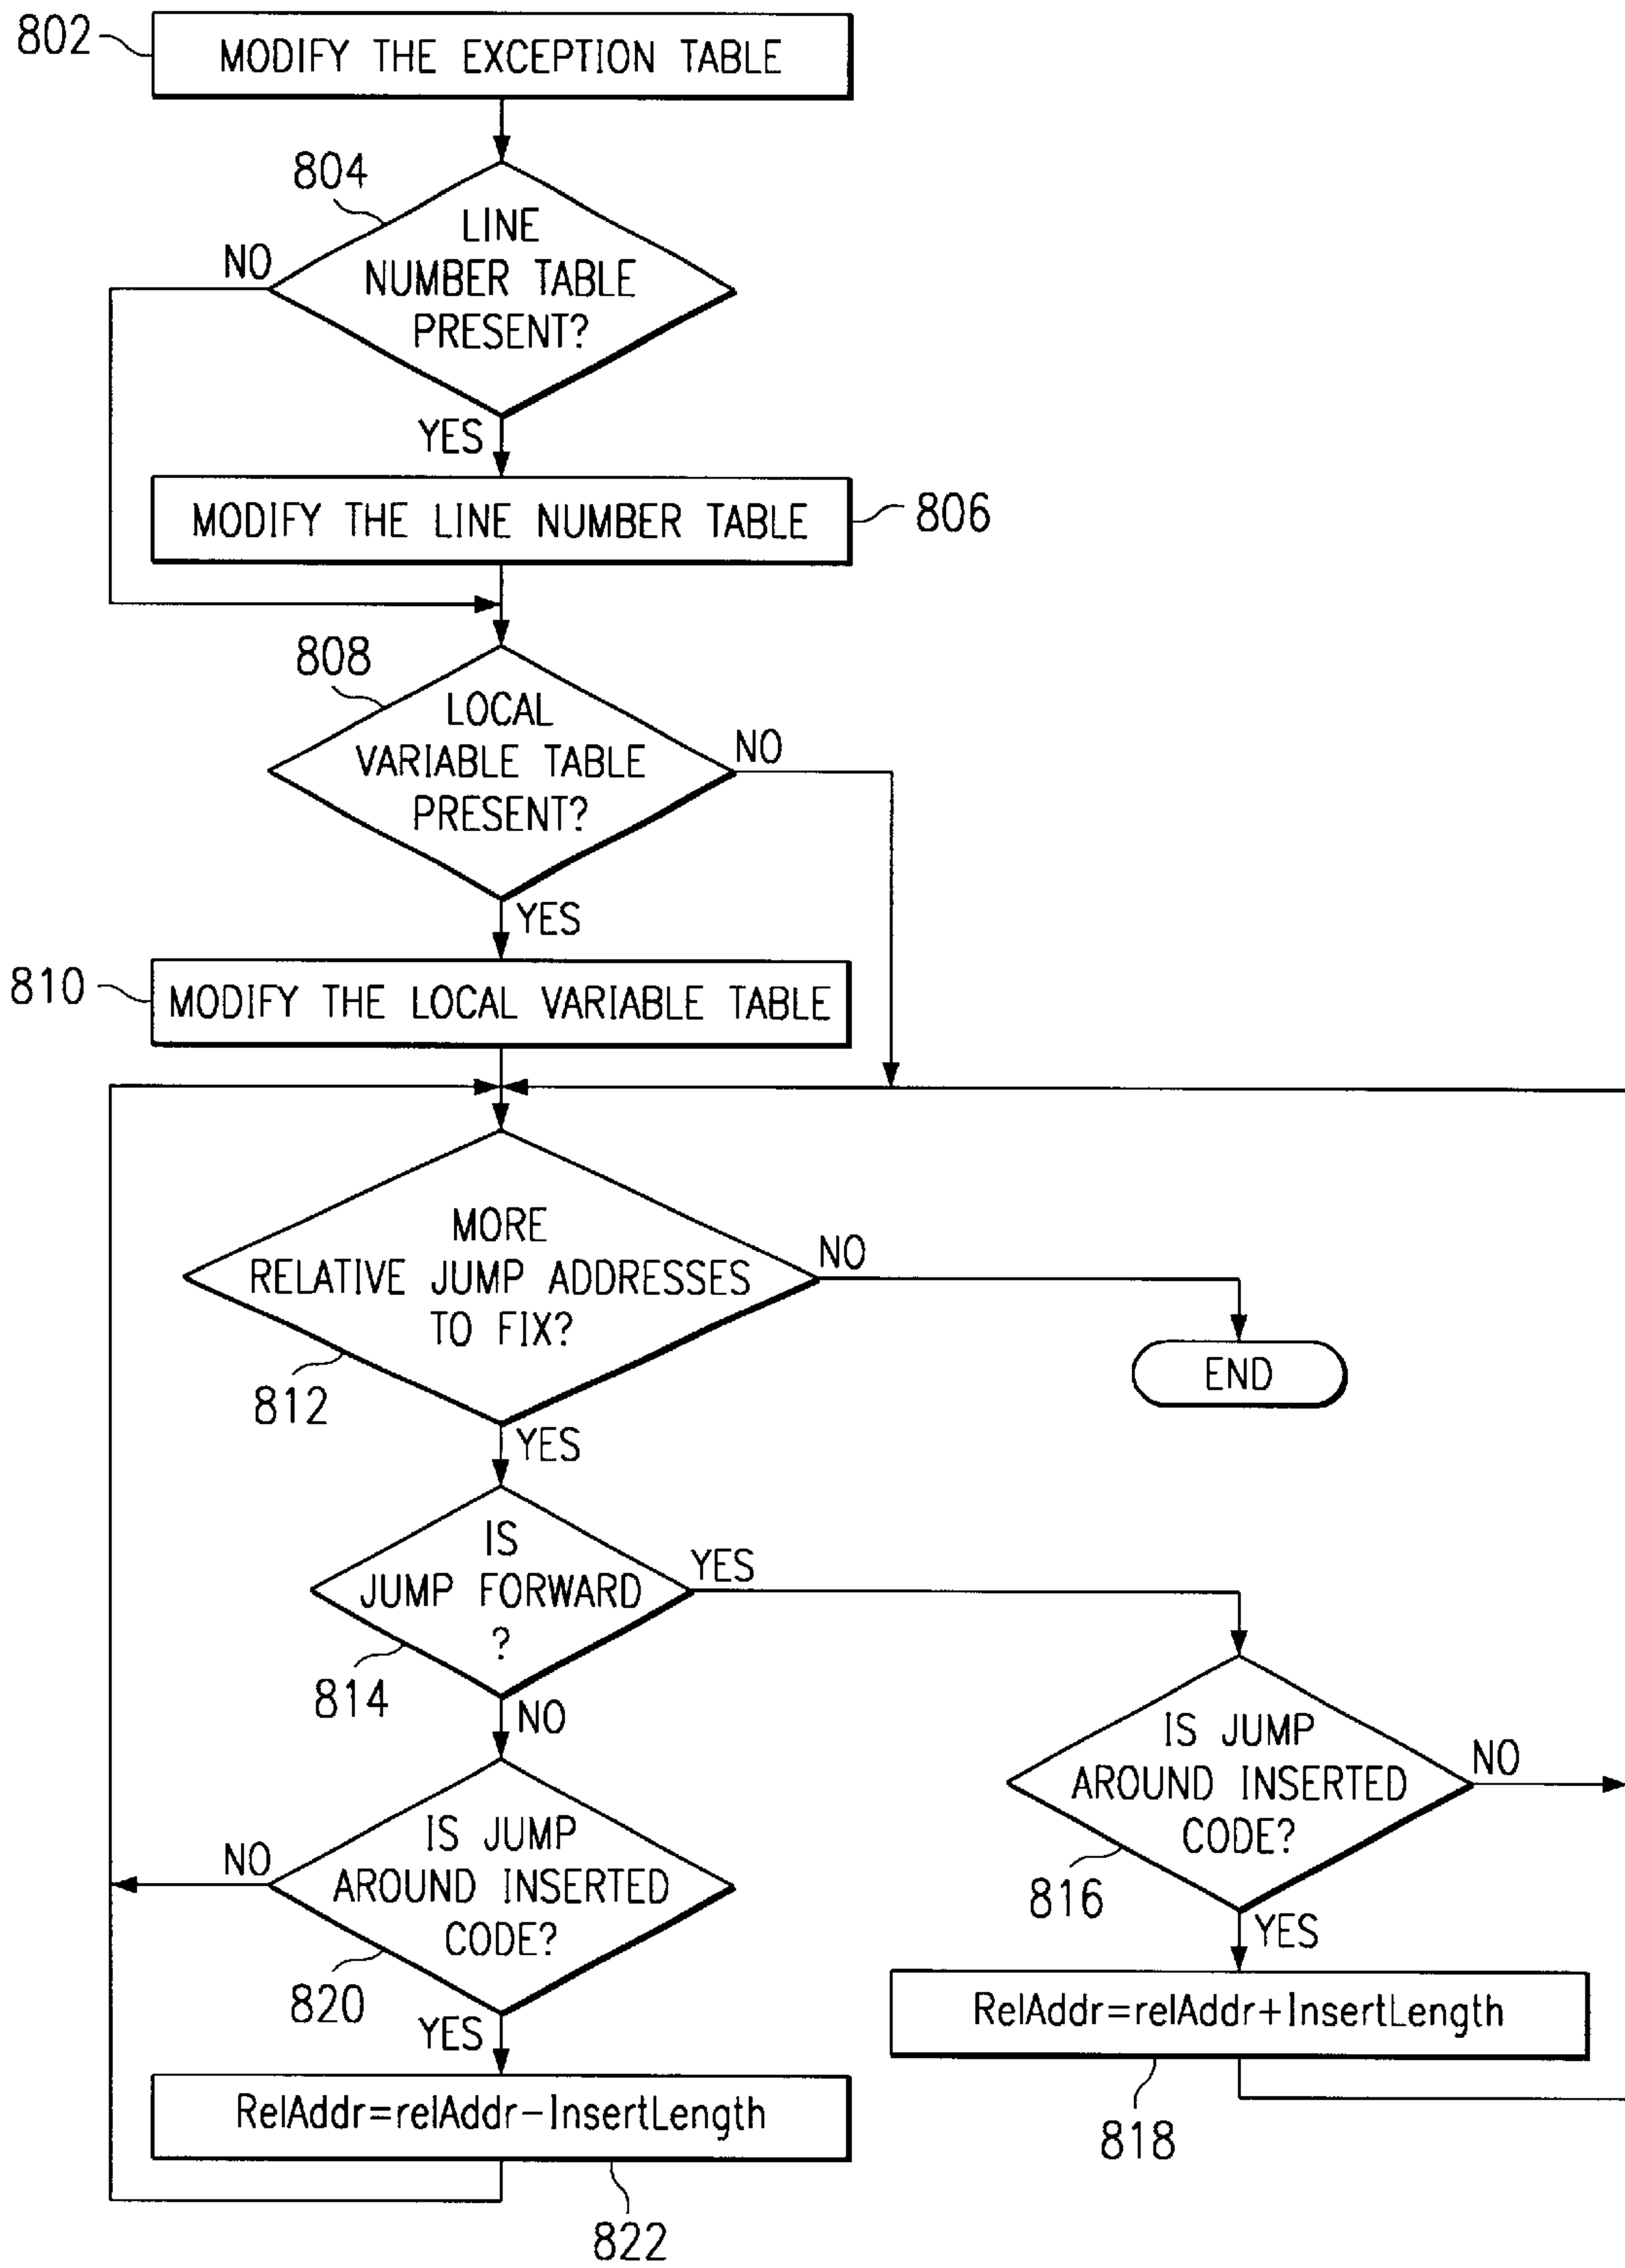 802
MODIFY THE EXCEPTION TABLE
804
LINE
NUMBER TABLE
PRESENT?
NO
YES
MODIFY THE LINE NUMBER TABLE
806
808
LOCAL
VARIABLE TABLE
PRESENT?
NO
YES
810
MODIFY THE LOCAL VARIABLE TABLE
MORE
RELATIVE JUMP ADDRESSES
TO FIX?
NO
END
812
YES
IS
JUMP FORWARD
?
YES
814
NO
IS JUMP
AROUND INSERTED
CODE?
NO
816
YES
IS JUMP
AROUND INSERTED
CODE?
NO
820
YES
RelAddr=relAddr+InsertLength
818
RelAddr=relAddr-InsertLength
822